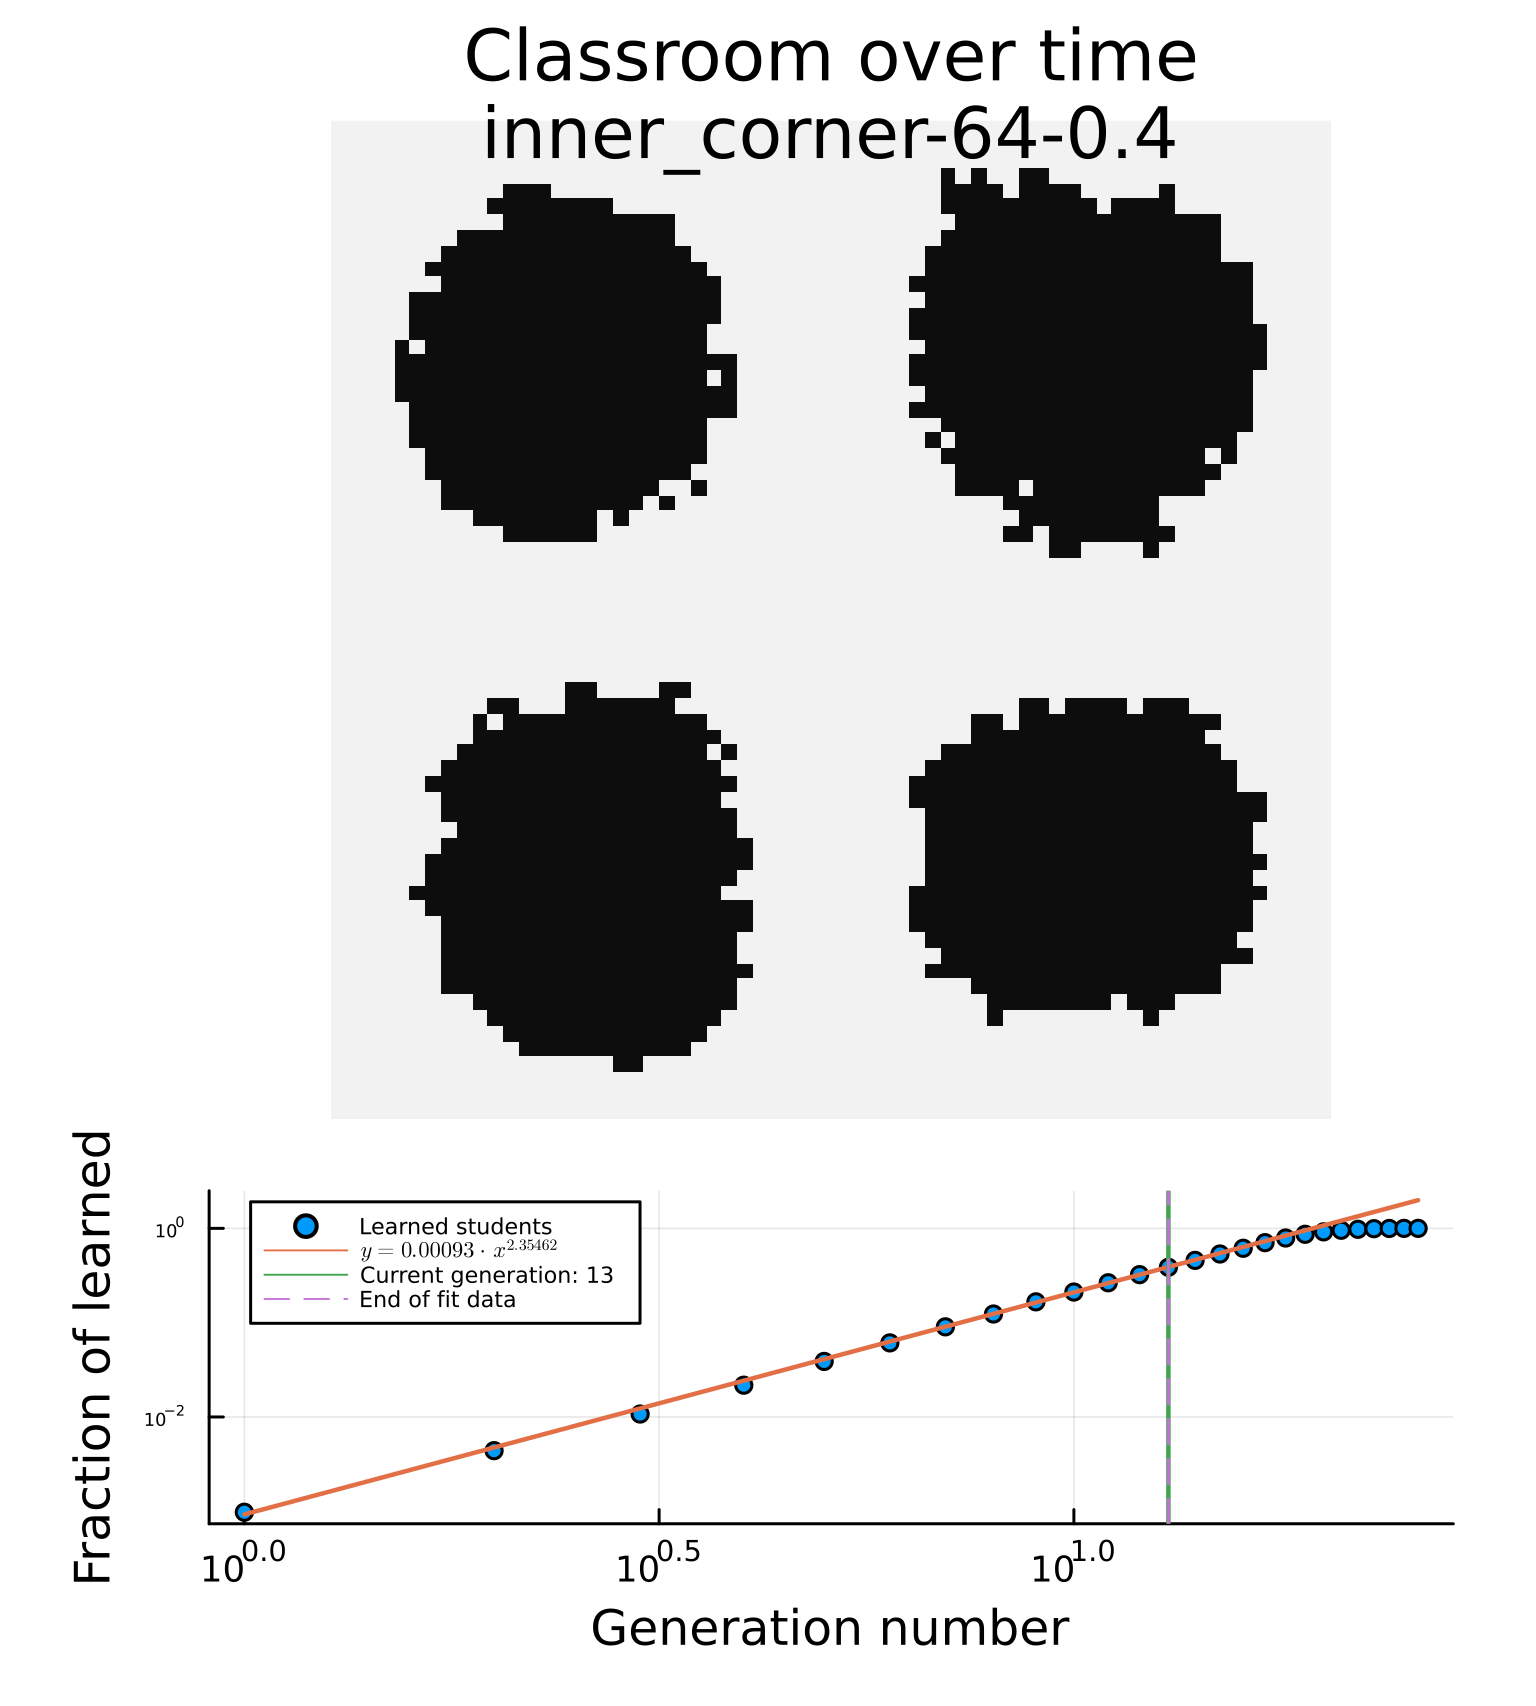 Classroom over time
inner_corner-64-0.4
Fraction of learned
10^0
10^−2
Learned students
y = 0.00093 · x^2.35462
Current generation: 13
End of fit data
10^0.0
10^0.5
10^1.0
Generation number